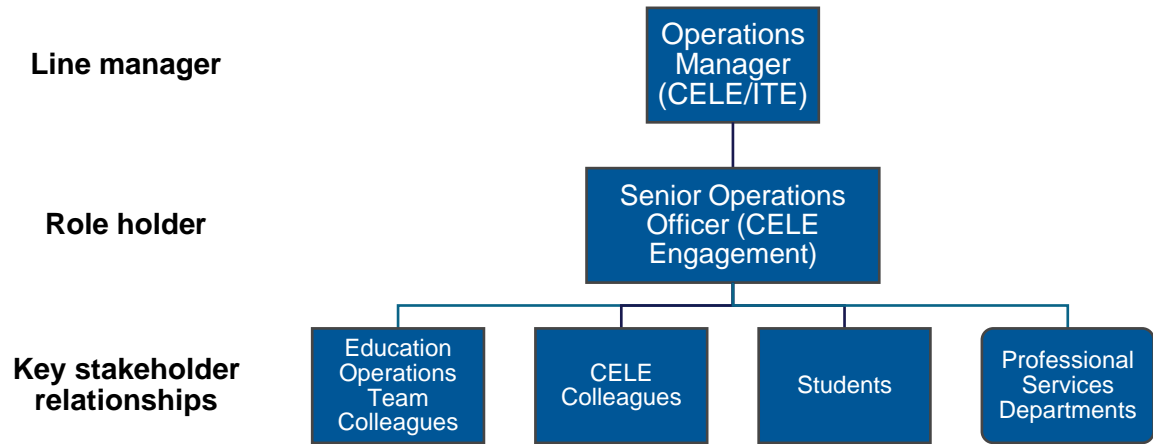 Line manager
Operations
Manager
(CELE/ITE)
Role holder
Senior Operations
Officer (CELE
Engagement)
Key stakeholder
relationships
Education
Operations
Team
Colleagues
CELE
Colleagues
Students
Professional
Services
Departments